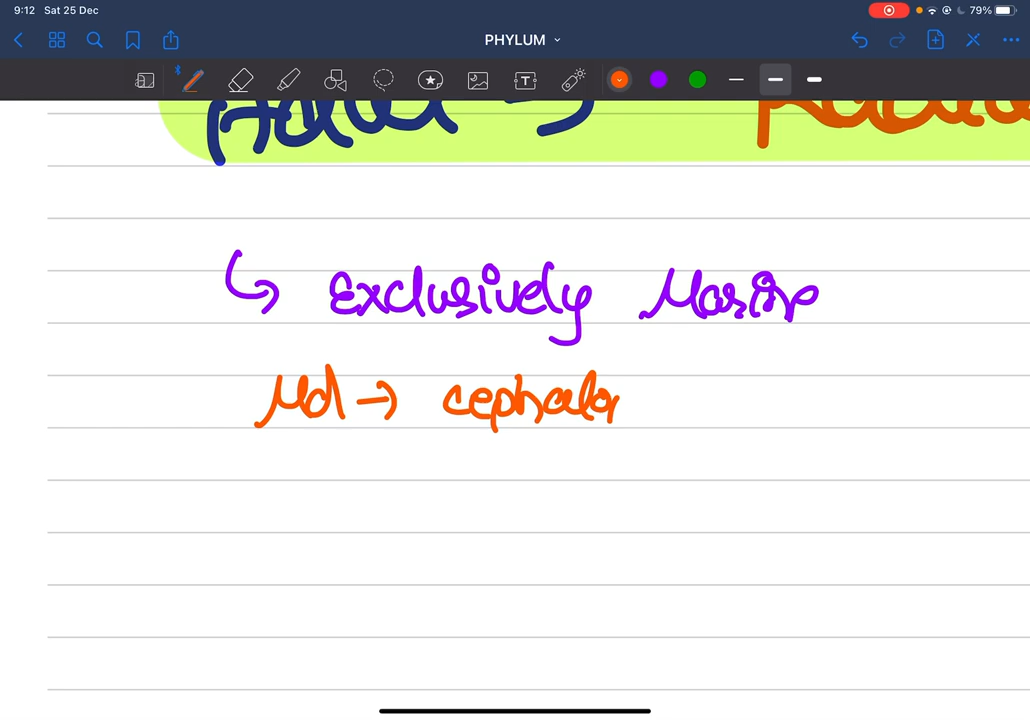 9:12 Sat 25 Dec 79%
PHYLUM
T
Exclusively Marine
Md → cephala